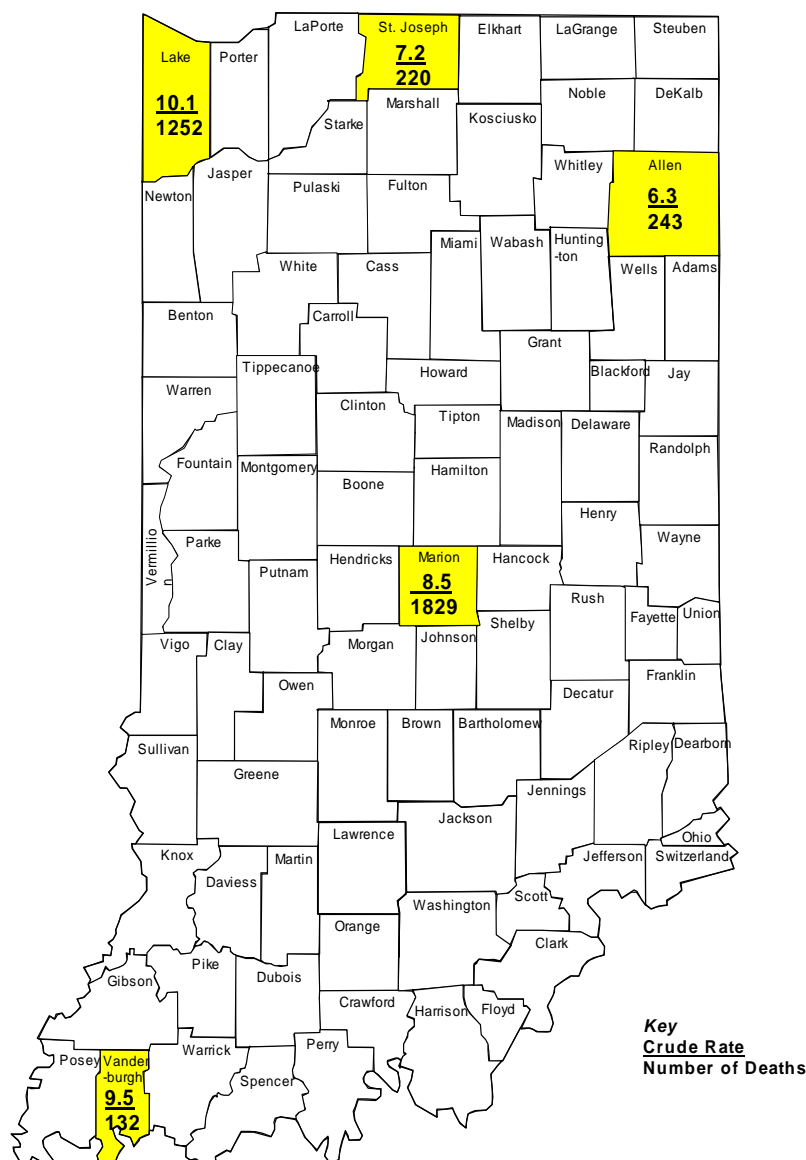 LaPorte
St. Joseph
Elkhart
LaGrange
Steuben
Lake
Porter
7.2
220
Noble
DeKalb
10.1
1252
Starke
Marshall
Kosciusko
Whitley
Allen
Newton
Jasper
Pulaski
Fulton
6.3
243
Miami
Wabash
Hunting
-ton
White
Cass
Wells
Adams
Benton
Carroll
Grant
Tippecanoe
Howard
Blackford
Jay
Warren
Clinton
Tipton
Madison
Delaware
Randolph
Fountain
Montgomery
Boone
Hamilton
Henry
Wayne
Vermillio
n
Parke
Putnam
Hendricks
Marion
Hancock
8.5
1829
Rush
Fayette
Union
Vigo
Clay
Morgan
Johnson
Shelby
Franklin
Owen
Decatur
Monroe
Brown
Bartholomew
Ripley
Dearborn
Sullivan
Greene
Jennings
Jackson
Lawrence
Ohio
Knox
Martin
Jefferson
Switzerland
Daviess
Washington
Scott
Orange
Clark
Pike
Dubois
Gibson
Crawford
Harrison
Floyd
Posey
Vander
-burgh
Warrick
Perry
Spencer
9.5
132
Key
Crude Rate
Number of Deaths